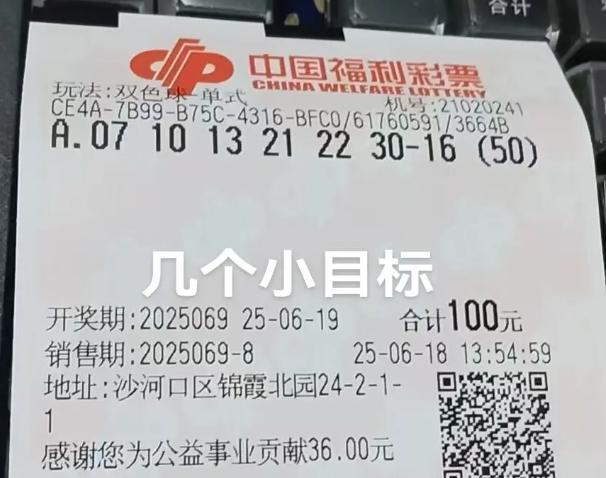 合计
中国福利彩票
CHINA WELFARE LOTTERY
玩法:双色球-单式 机号:21020241
CE4A-7B99-B75C-4316-BFC0/61760591/3664B
A.07 10 13 21 22 30-16 (50)
几个小目标
开奖期:2025069 25-06-19 合计100元
销售期:2025069-8 25-06-18 13:54:59
地址:沙河口区锦霞北园24-2-1-
1
感谢您为公益事业贡献36.00元